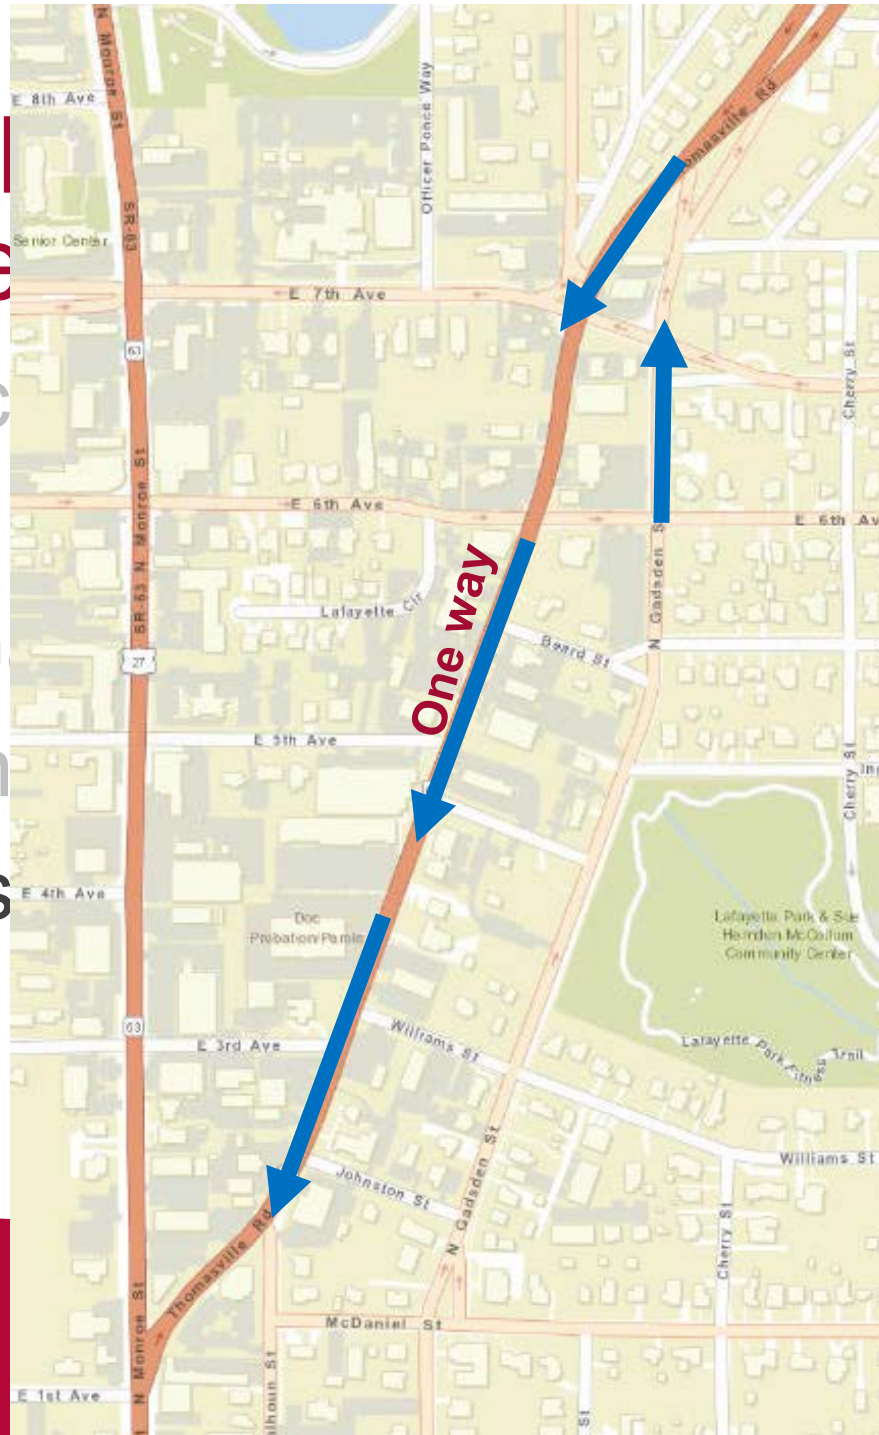 N Monroe St
E 8th Ave
Officer Ponce Way
Thomasville Rd
SR-63
Senior Center
E 7th Ave
63
Cherry St
SR-63 N Monroe St
E 6th Ave
E 6th Av
N Gadsden S
One way
Lafayette Cir
Beard St
27
E 5th Ave
Cherry St
E 4th Ave
Doc
Probation/Parole
Lafayette Park & Sue
Herndon McCollum
Community Center
63
E 3rd Ave
Williams St
Lafayette Park Fitness Trail
Williams St
Johnston St
N Gadsden St
Cherry St
Thomasville Rd
N Monroe St
McDaniel St
E 1st Ave
lhoun St
St